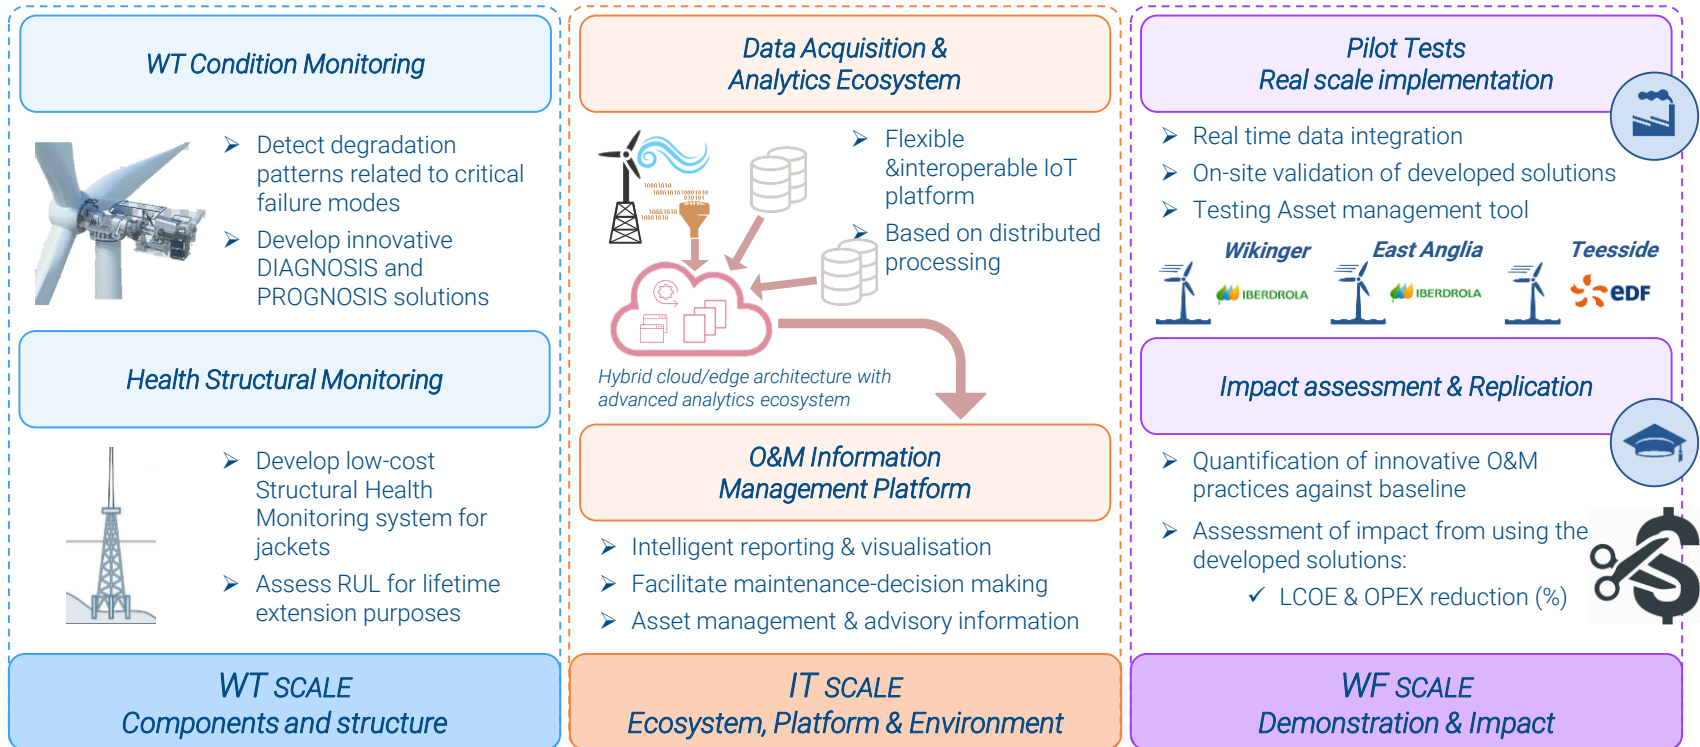 WT Condition Monitoring
Detect degradation
patterns related to critical
failure modes
Develop innovative
DIAGNOSIS and
PROGNOSIS solutions
Health Structural Monitoring
Develop low-cost
Structural Health
Monitoring system for
jackets
Assess RUL for lifetime
extension purposes
WT SCALE
Components and structure
Data Acquisition &
Analytics Ecosystem
Flexible
&interoperable IoT
platform
Based on distributed
processing
Hybrid cloud/edge architecture with
advanced analytics ecosystem
O&M Information
Management Platform
Intelligent reporting & visualisation
Facilitate maintenance-decision making
Asset management & advisory information
IT SCALE
Ecosystem, Platform & Environment
Pilot Tests
Real scale implementation
Real time data integration
On-site validation of developed solutions
Testing Asset management tool
Wikinger
IBERDROLA
East Anglia
IBERDROLA
Teesside
eDF
Impact assessment & Replication
Quantification of innovative O&M
practices against baseline
Assessment of impact from using the
developed solutions:
LCOE & OPEX reduction (%)
WF SCALE
Demonstration & Impact